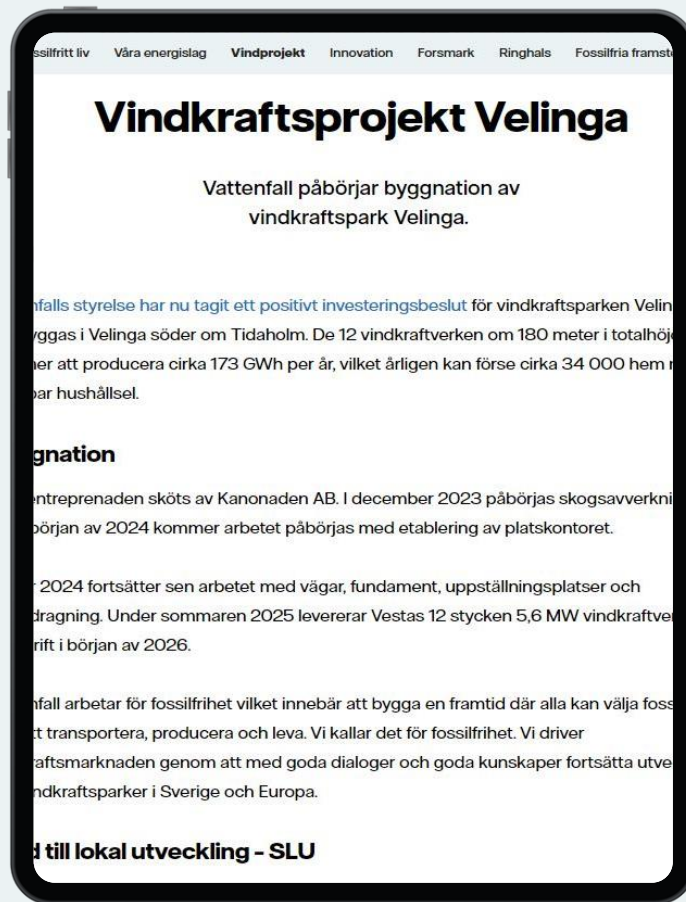 ssilfritt liv Våra energislag Vindprojekt Innovation Forsmark Ringhals Fossilfria framst
Vindkraftsprojekt Velinga
Vattenfall påbörjar byggnation av
vindkraftspark Velinga.
nfalls styrelse har nu tagit ett positivt investeringsbeslut för vindkraftsparken Velin
yggas i Velinga söder om Tidaholm. De 12 vindkraftverken om 180 meter i totalhöj
ner att producera cirka 173 GWh per år, vilket årligen kan förse cirka 34 000 hem
bar hushållsel.
gnation
entreprenaden sköts av Kanonaden AB. I december 2023 påbörjas skogsavverkni
början av 2024 kommer arbetet påbörjas med etablering av platskontoret.
r 2024 fortsätter sen arbetet med vägar, fundament, uppställningsplatser och
dragning. Under sommaren 2025 levererar Vestas 12 stycken 5,6 MW vindkraftve
rift i början av 2026.
nfall arbetar för fossilfrihet vilket innebär att bygga en framtid där alla kan välja foss
tt transportera, producera och leva. Vi kallar det för fossilfrihet. Vi driver
raftsmarknaden genom att med goda dialoger och goda kunskaper fortsätta utve
ndkraftsparker i Sverige och Europa.
d till lokal utveckling - SLU